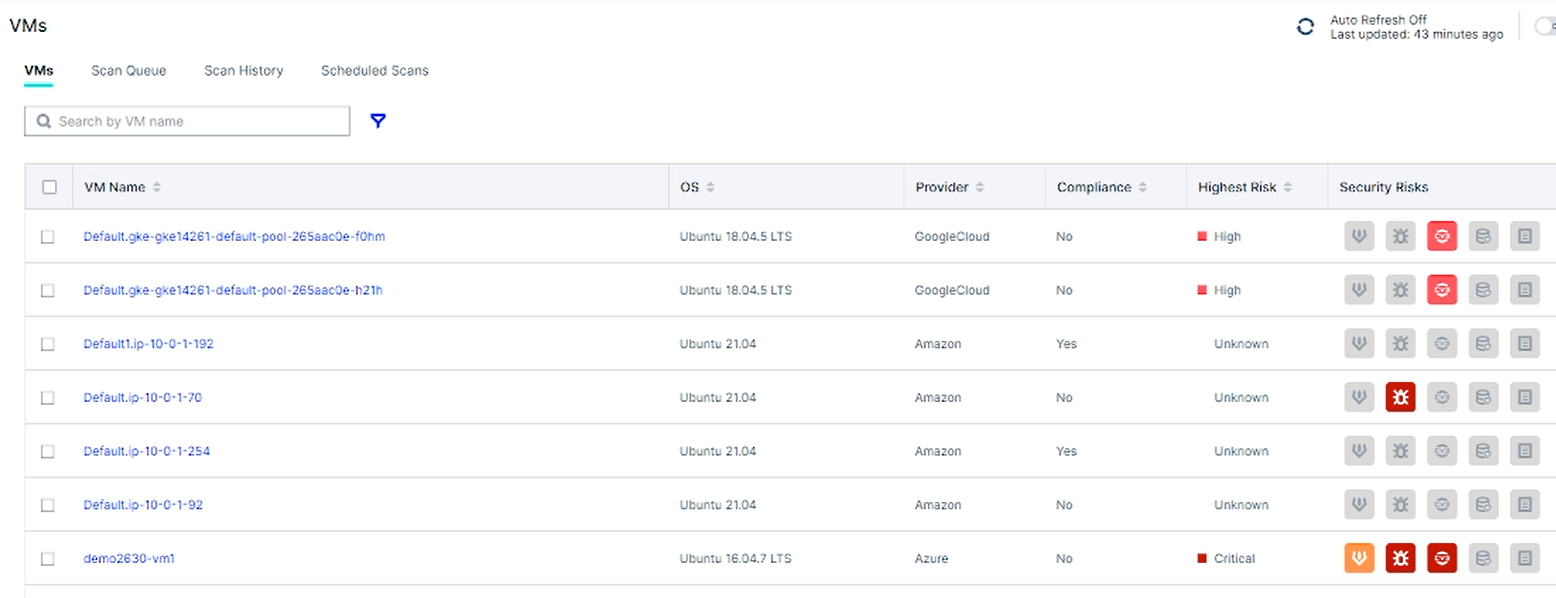 VMs
Auto Refresh Off
Last updated: 43 minutes ago
VMs Scan Queue Scan History Scheduled Scans
Search by VM name
VM Name OS Provider Compliance Highest Risk Security Risks
Default.gke-gke14261-default-pool-265aac0e-f0hm Ubuntu 18.04.5 LTS GoogleCloud No High
Default.gke-gke14261-default-pool-265aac0e-h21h Ubuntu 18.04.5 LTS GoogleCloud No High
Default1.ip-10-0-1-192 Ubuntu 21.04 Amazon Yes Unknown
Default.ip-10-0-1-70 Ubuntu 21.04 Amazon No Unknown
Default.ip-10-0-1-254 Ubuntu 21.04 Amazon Yes Unknown
Default.ip-10-0-1-92 Ubuntu 21.04 Amazon No Unknown
demo2630-vm1 Ubuntu 16.04.7 LTS Azure No Critical